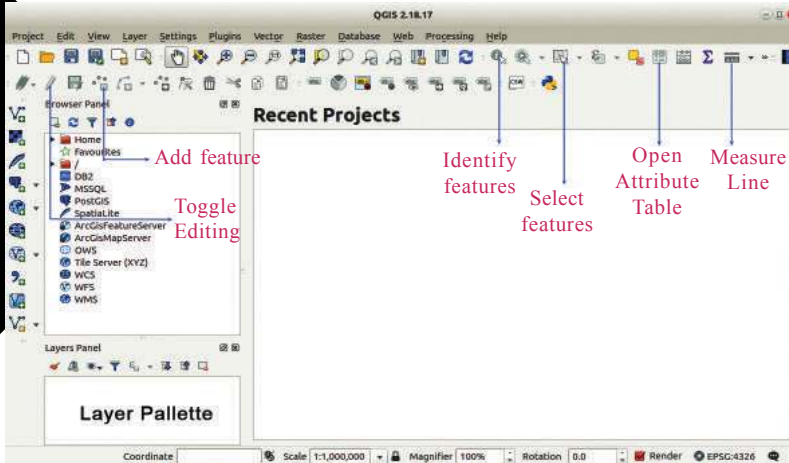 QGIS 2.18.17
Project Edit View Layer Settings Plugins Vector Raster Database Web Processing Help
CSW
Browser Panel
Recent Projects
Home
Favourites
/
DB2
MSSQL
PostGIS
SpatiaLite
ArcGisFeatureServer
ArcGisMapServer
OWS
Tile Server (XYZ)
WCS
WFS
WMS
Add feature
Toggle
Editing
Identify
features
Select
features
Open
Attribute
Table
Measure
Line
Layers Panel
Layer Pallette
Coordinate Scale 1:1,000,000 Magnifier 100% Rotation 0.0 Render EPSG:4326